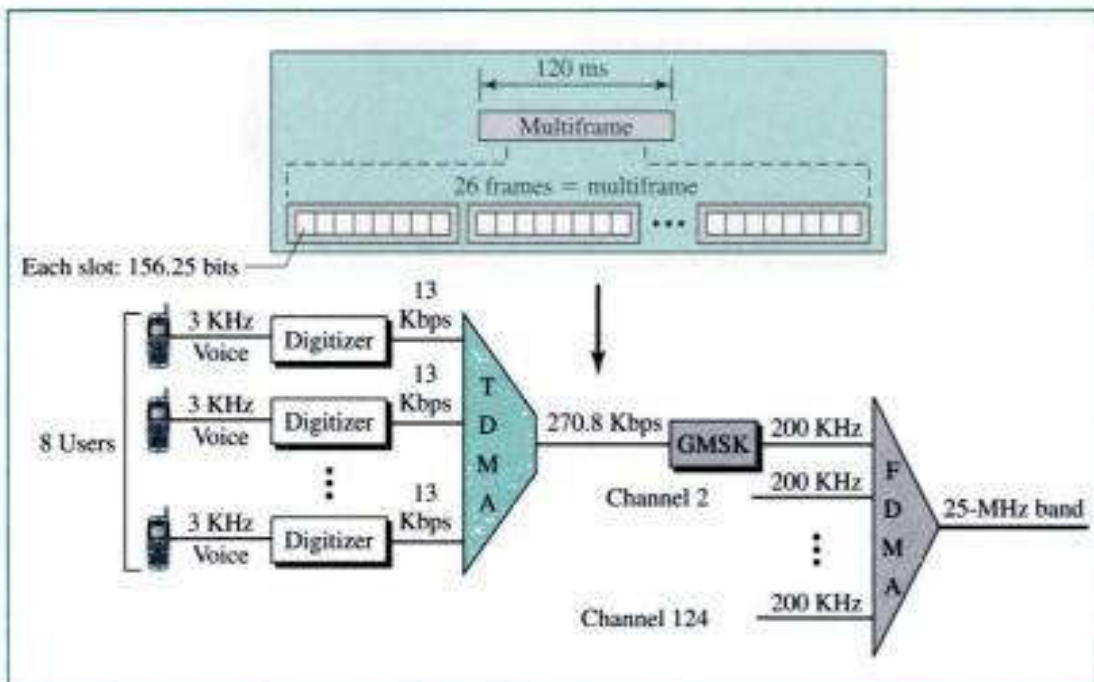 120 ms
Multiframe
26 frames = multiframe
Each slot: 156.25 bits
8 Users
3 KHz
Voice
Digitizer
13
Kbps
3 KHz
Voice
Digitizer
13
Kbps
3 KHz
Voice
Digitizer
13
Kbps
TDMA
270.8 Kbps
GMSK
200 KHz
Channel 2
200 KHz
Channel 124
200 KHz
FDMA
25-MHz band